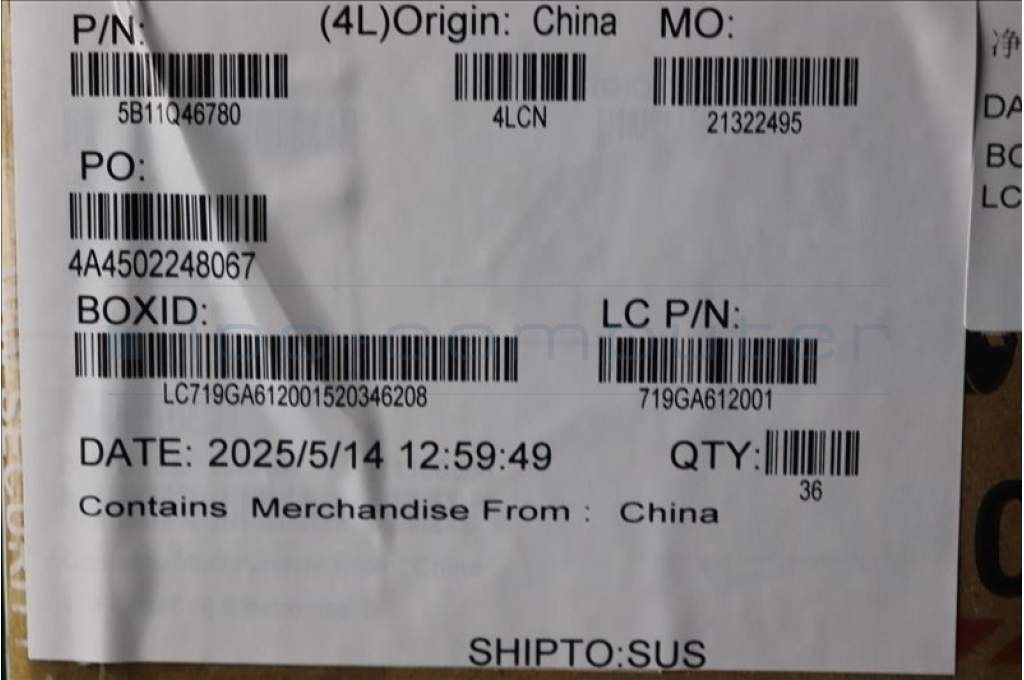 P/N: (4L)Origin: China MO:
5B11Q46780 4LCN 21322495
PO:
4A4502248067
BOXID: LC P/N:
LC719GA612001520346208 719GA612001
DATE: 2025/5/14 12:59:49 QTY:
36
Contains Merchandise From : China
SHIPTO:SUS
净
DA
BO
LC